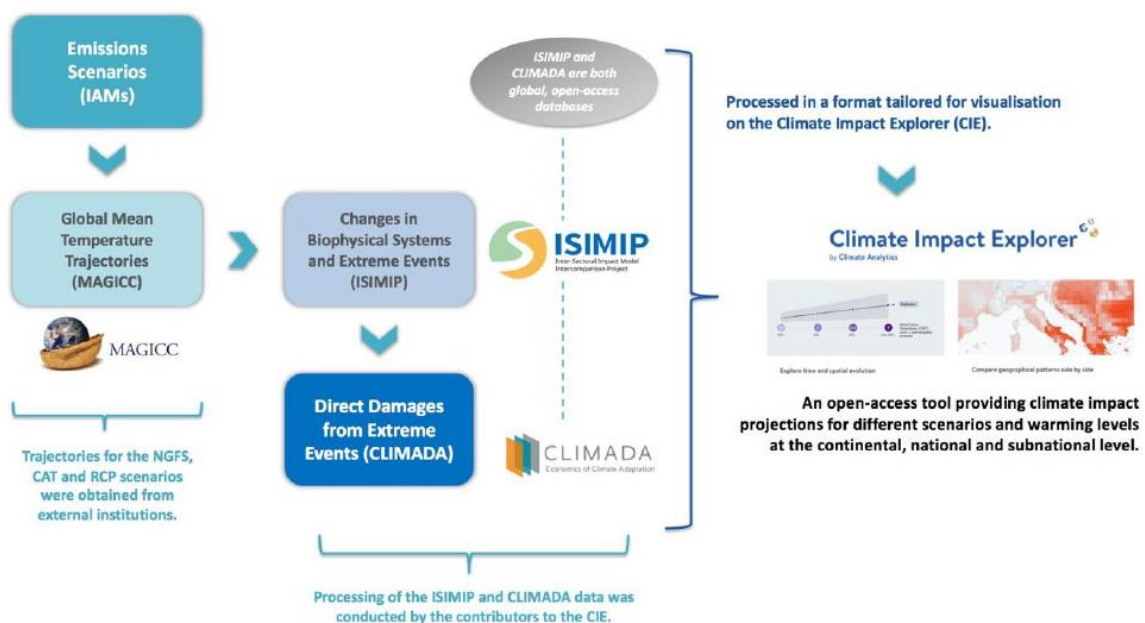 Emissions
Scenarios
(IAMs)
Global Mean
Temperature
Trajectories
(MAGICC)
MAGICC
Trajectories for the NGFS,
CAT and RCP scenarios
were obtained from
external institutions.
Changes in
Biophysical Systems
and Extreme Events
(ISIMIP)
Direct Damages
from Extreme
Events (CLIMADA)
ISIMIP and
CLIMADA are both
global, open-access
databases
ISIMIP
Inter-Sectoral Impact Model
Intercomparison Project
CLIMADA
Economics of Climate Adaptation
Processing of the ISIMIP and CLIMADA data was
conducted by the contributors to the CIE.
Processed in a format tailored for visualisation
on the Climate Impact Explorer (CIE).
Climate Impact Explorer
by Climate Analytics
Explore time and spatial evolution
Compare geographical patterns side by side
An open-access tool providing climate impact
projections for different scenarios and warming levels
at the continental, national and subnational level.